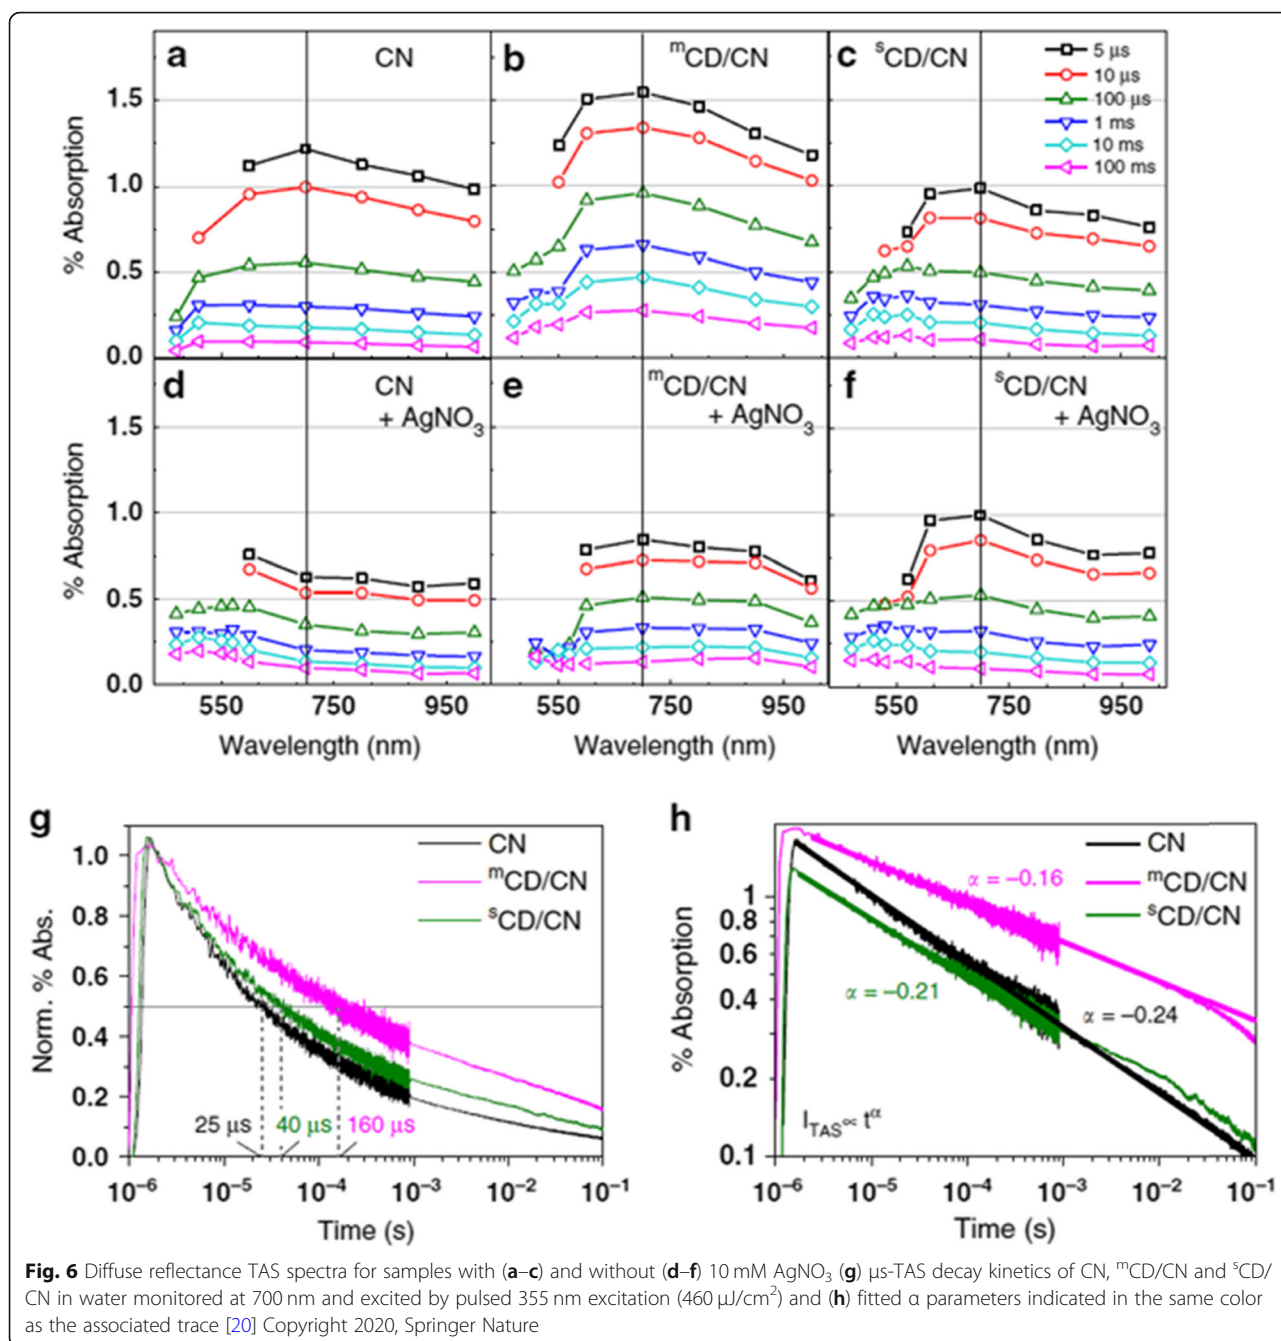 a
CN
b
ᵐCD/CN
c
ˢCD/CN
5 µs
10 µs
100 µs
1 ms
10 ms
100 ms
% Absorption
1.5
1.0
0.5
0.0
d
CN
+ AgNO₃
e
ᵐCD/CN
+ AgNO₃
f
ˢCD/CN
+ AgNO₃
% Absorption
1.5
1.0
0.5
0.0
550 750 950
550 750 950
550 750 950
Wavelength (nm)
Wavelength (nm)
Wavelength (nm)
g
CN
ᵐCD/CN
ˢCD/CN
Norm. % Abs.
1.0
0.8
0.6
0.4
0.2
0.0
25 µs
40 µs
160 µs
10⁻⁶ 10⁻⁵ 10⁻⁴ 10⁻³ 10⁻² 10⁻¹
Time (s)
h
CN
ᵐCD/CN
ˢCD/CN
α = –0.16
α = –0.21
α = –0.24
I_TAS∝ t^α
% Absorption
1
0.8
0.6
0.4
0.2
0.1
10⁻⁶ 10⁻⁵ 10⁻⁴ 10⁻³ 10⁻² 10⁻¹
Time (s)
Fig. 6 Diffuse reflectance TAS spectra for samples with (a–c) and without (d–f) 10 mM AgNO₃ (g) µs-TAS decay kinetics of CN, ᵐCD/CN and ˢCD/
CN in water monitored at 700 nm and excited by pulsed 355 nm excitation (460 µJ/cm²) and (h) fitted α parameters indicated in the same color
as the associated trace [20] Copyright 2020, Springer Nature